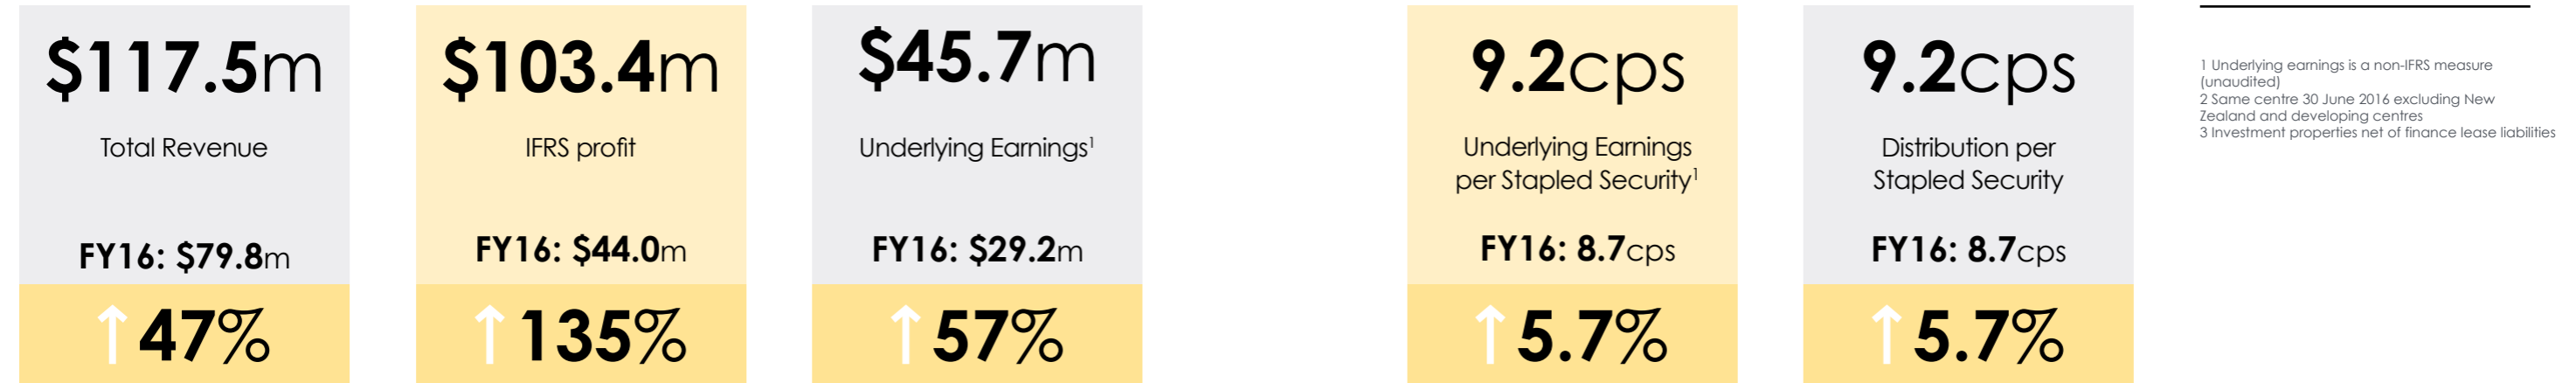 $117.5m
Total Revenue
FY16: $79.8m
↑47%
$103.4m
IFRS profit
FY16: $44.0m
↑135%
$45.7m
Underlying Earnings¹
FY16: $29.2m
↑57%
9.2cps
Underlying Earnings
per Stapled Security¹
FY16: 8.7cps
↑5.7%
9.2cps
Distribution per
Stapled Security
FY16: 8.7cps
↑5.7%
1 Underlying earnings is a non-IFRS measure
(unaudited)
2 Same centre 30 June 2016 excluding New
Zealand and developing centres
3 Investment properties net of finance lease liabilities